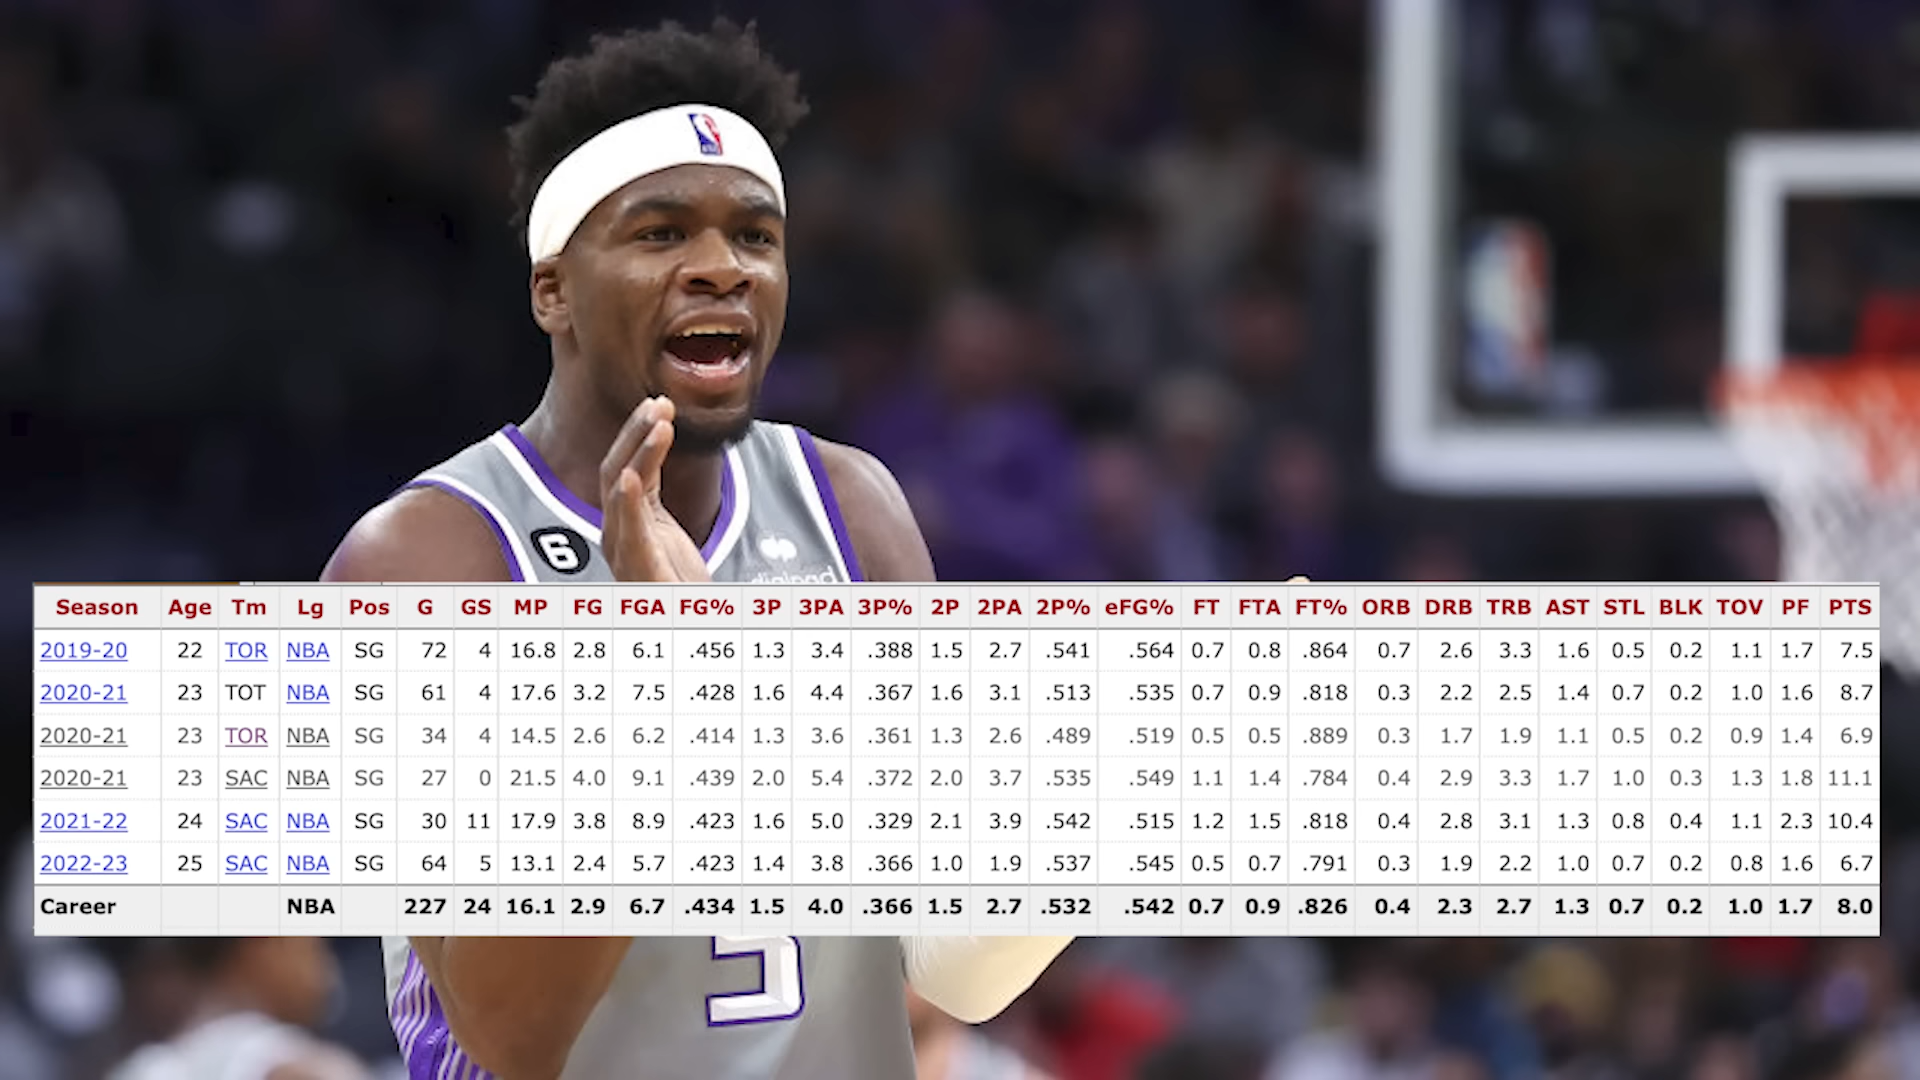 6
digipad
Season Age Tm Lg Pos G GS MP FG FGA FG% 3P 3PA 3P% 2P 2PA 2P% eFG% FT FTA FT% ORB DRB TRB AST STL BLK TOV PF PTS
2019-20 22 TOR NBA SG 72 4 16.8 2.8 6.1 .456 1.3 3.4 .388 1.5 2.7 .541 .564 0.7 0.8 .864 0.7 2.6 3.3 1.6 0.5 0.2 1.1 1.7 7.5
2020-21 23 TOT NBA SG 61 4 17.6 3.2 7.5 .428 1.6 4.4 .367 1.6 3.1 .513 .535 0.7 0.9 .818 0.3 2.2 2.5 1.4 0.7 0.2 1.0 1.6 8.7
2020-21 23 TOR NBA SG 34 4 14.5 2.6 6.2 .414 1.3 3.6 .361 1.3 2.6 .489 .519 0.5 0.5 .889 0.3 1.7 1.9 1.1 0.5 0.2 0.9 1.4 6.9
2020-21 23 SAC NBA SG 27 0 21.5 4.0 9.1 .439 2.0 5.4 .372 2.0 3.7 .535 .549 1.1 1.4 .784 0.4 2.9 3.3 1.7 1.0 0.3 1.3 1.8 11.1
2021-22 24 SAC NBA SG 30 11 17.9 3.8 8.9 .423 1.6 5.0 .329 2.1 3.9 .542 .515 1.2 1.5 .818 0.4 2.8 3.1 1.3 0.8 0.4 1.1 2.3 10.4
2022-23 25 SAC NBA SG 64 5 13.1 2.4 5.7 .423 1.4 3.8 .366 1.0 1.9 .537 .545 0.5 0.7 .791 0.3 1.9 2.2 1.0 0.7 0.2 0.8 1.6 6.7
Career NBA 227 24 16.1 2.9 6.7 .434 1.5 4.0 .366 1.5 2.7 .532 .542 0.7 0.9 .826 0.4 2.3 2.7 1.3 0.7 0.2 1.0 1.7 8.0
5